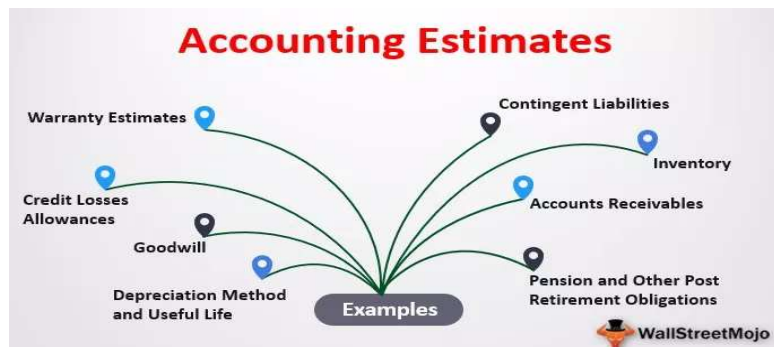 Accounting Estimates
Warranty Estimates
Credit Losses
Allowances
Goodwill
Depreciation Method
and Useful Life
Contingent Liabilities
Inventory
Accounts Receivables
Pension and Other Post
Retirement Obligations
Examples
WallStreetMojo